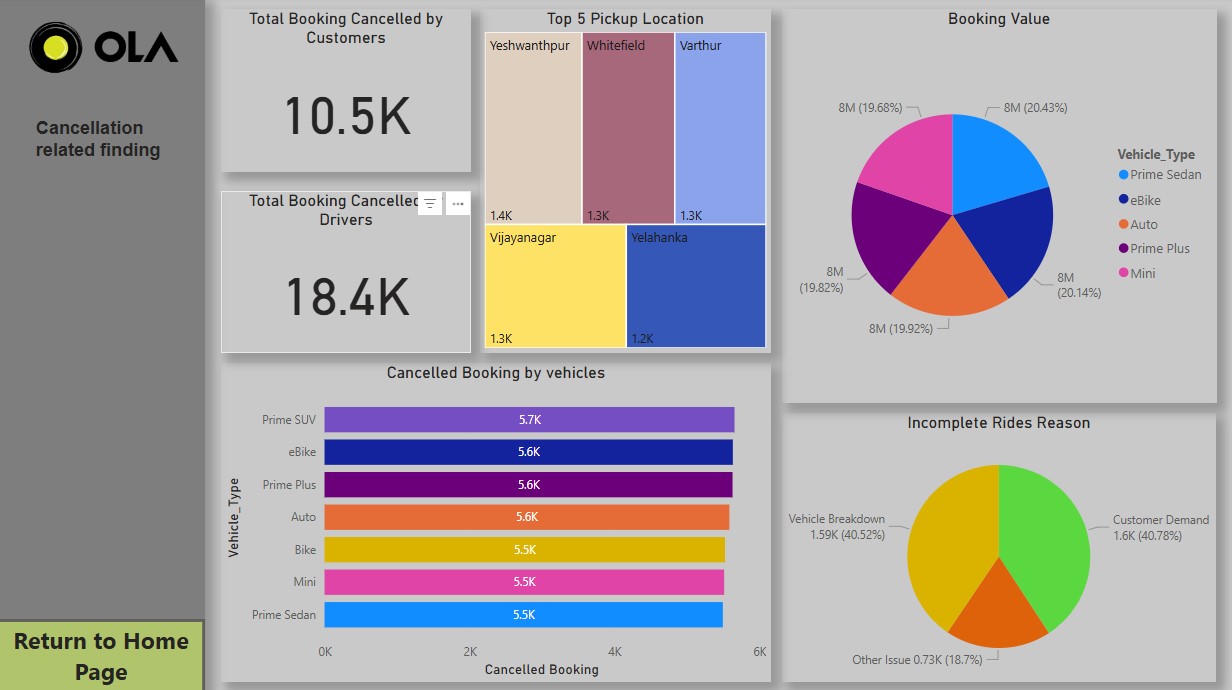 OLA
Cancellation
related finding
Return to Home
Page
Total Booking Cancelled by
Customers
10.5K
Total Booking Cancelled
Drivers
18.4K
Top 5 Pickup Location
Yeshwanthpur
1.4K
Whitefield
1.3K
Varthur
1.3K
Vijayanagar
1.3K
Yelahanka
1.2K
Booking Value
8M (19.68%)
8M (20.43%)
8M
(19.82%)
8M
(20.14%)
8M (19.92%)
Vehicle_Type
Prime Sedan
eBike
Auto
Prime Plus
Mini
Cancelled Booking by vehicles
Vehicle_Type
Prime SUV 5.7K
eBike 5.6K
Prime Plus 5.6K
Auto 5.6K
Bike 5.5K
Mini 5.5K
Prime Sedan 5.5K
0K 2K 4K 6K
Cancelled Booking
Incomplete Rides Reason
Vehicle Breakdown
1.59K (40.52%)
Customer Demand
1.6K (40.78%)
Other Issue 0.73K (18.7%)